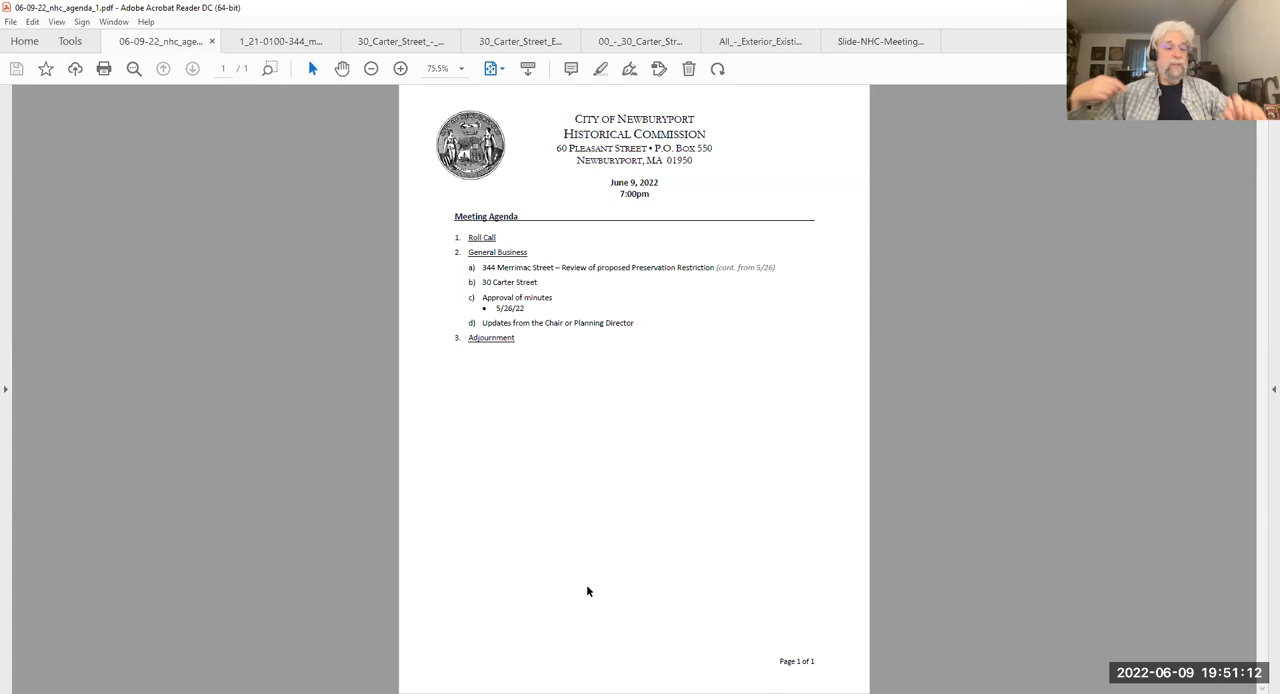 06-09-22_nhc_agenda_1.pdf - Adobe Acrobat Reader DC (64-bit)
File Edit View Sign Window Help
Home Tools 06-09-22_nhc_age... × 1_21-0100-344_m... 30_Carter_Street_-_... 30_Carter_Street_E... 00_-_30_Carter_Str... All_-_Exterior_Existi... Slide-NHC-Meeting...
1 / 1 75.5%
CITY OF NEWBURYPORT
HISTORICAL COMMISSION
60 PLEASANT STREET • P.O. BOX 550
NEWBURYPORT, MA 01950
June 9, 2022
7:00pm
Meeting Agenda
1. Roll Call
2. General Business
a) 344 Merrimac Street – Review of proposed Preservation Restriction (cont. from 5/26)
b) 30 Carter Street
c) Approval of minutes
• 5/26/22
d) Updates from the Chair or Planning Director
3. Adjournment
Page 1 of 1
2022-06-09 19:51:12